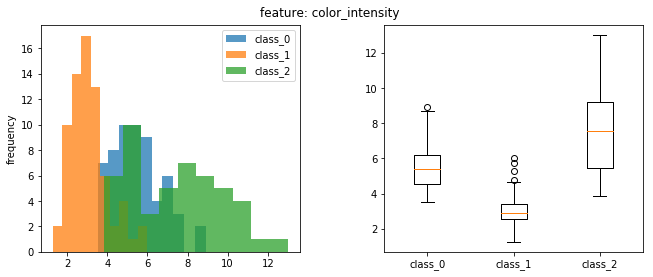 feature: color_intensity
frequency
16
14
12
10
8
6
4
2
0
2 4 6 8 10 12
class_0
class_1
class_2
12
10
8
6
4
2
class_0 class_1 class_2